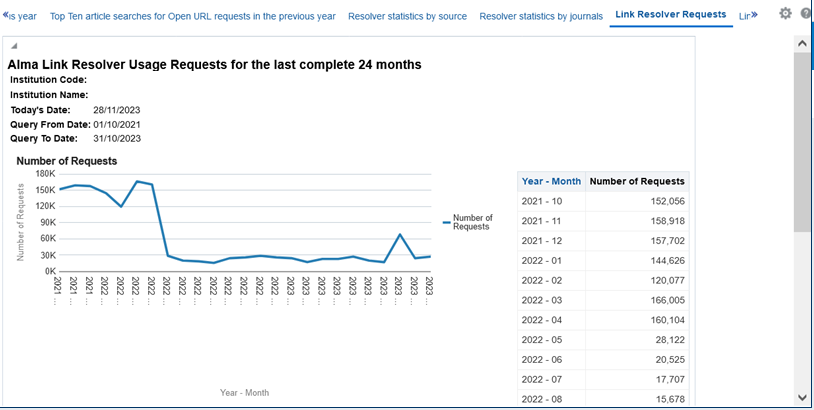 is year Top Ten article searches for Open URL requests in the previous year Resolver statistics by source Resolver statistics by journals Link Resolver Requests Lir
Alma Link Resolver Usage Requests for the last complete 24 months
Institution Code:
Institution Name:
Today's Date: 28/11/2023
Query From Date: 01/10/2021
Query To Date: 31/10/2023
Number of Requests
Number of Requests
180K
150K
120K
90K
60K
30K
0K
2021 ...
2021 ...
2021 ...
2022 ...
2022 ...
2022 ...
2022 ...
2022 ...
2022 ...
2022 ...
2022 ...
2022 ...
2022 ...
2022 ...
2022 ...
2023 ...
2023 ...
2023 ...
2023 ...
2023 ...
2023 ...
2023 ...
2023 ...
2023 ...
2023 ...
Year - Month
Number of
Requests
Year - Month Number of Requests
2021 - 10 152,056
2021 - 11 158,918
2021 - 12 157,702
2022 - 01 144,626
2022 - 02 120,077
2022 - 03 166,005
2022 - 04 160,104
2022 - 05 28,122
2022 - 06 20,525
2022 - 07 17,707
2022 - 08 15,678